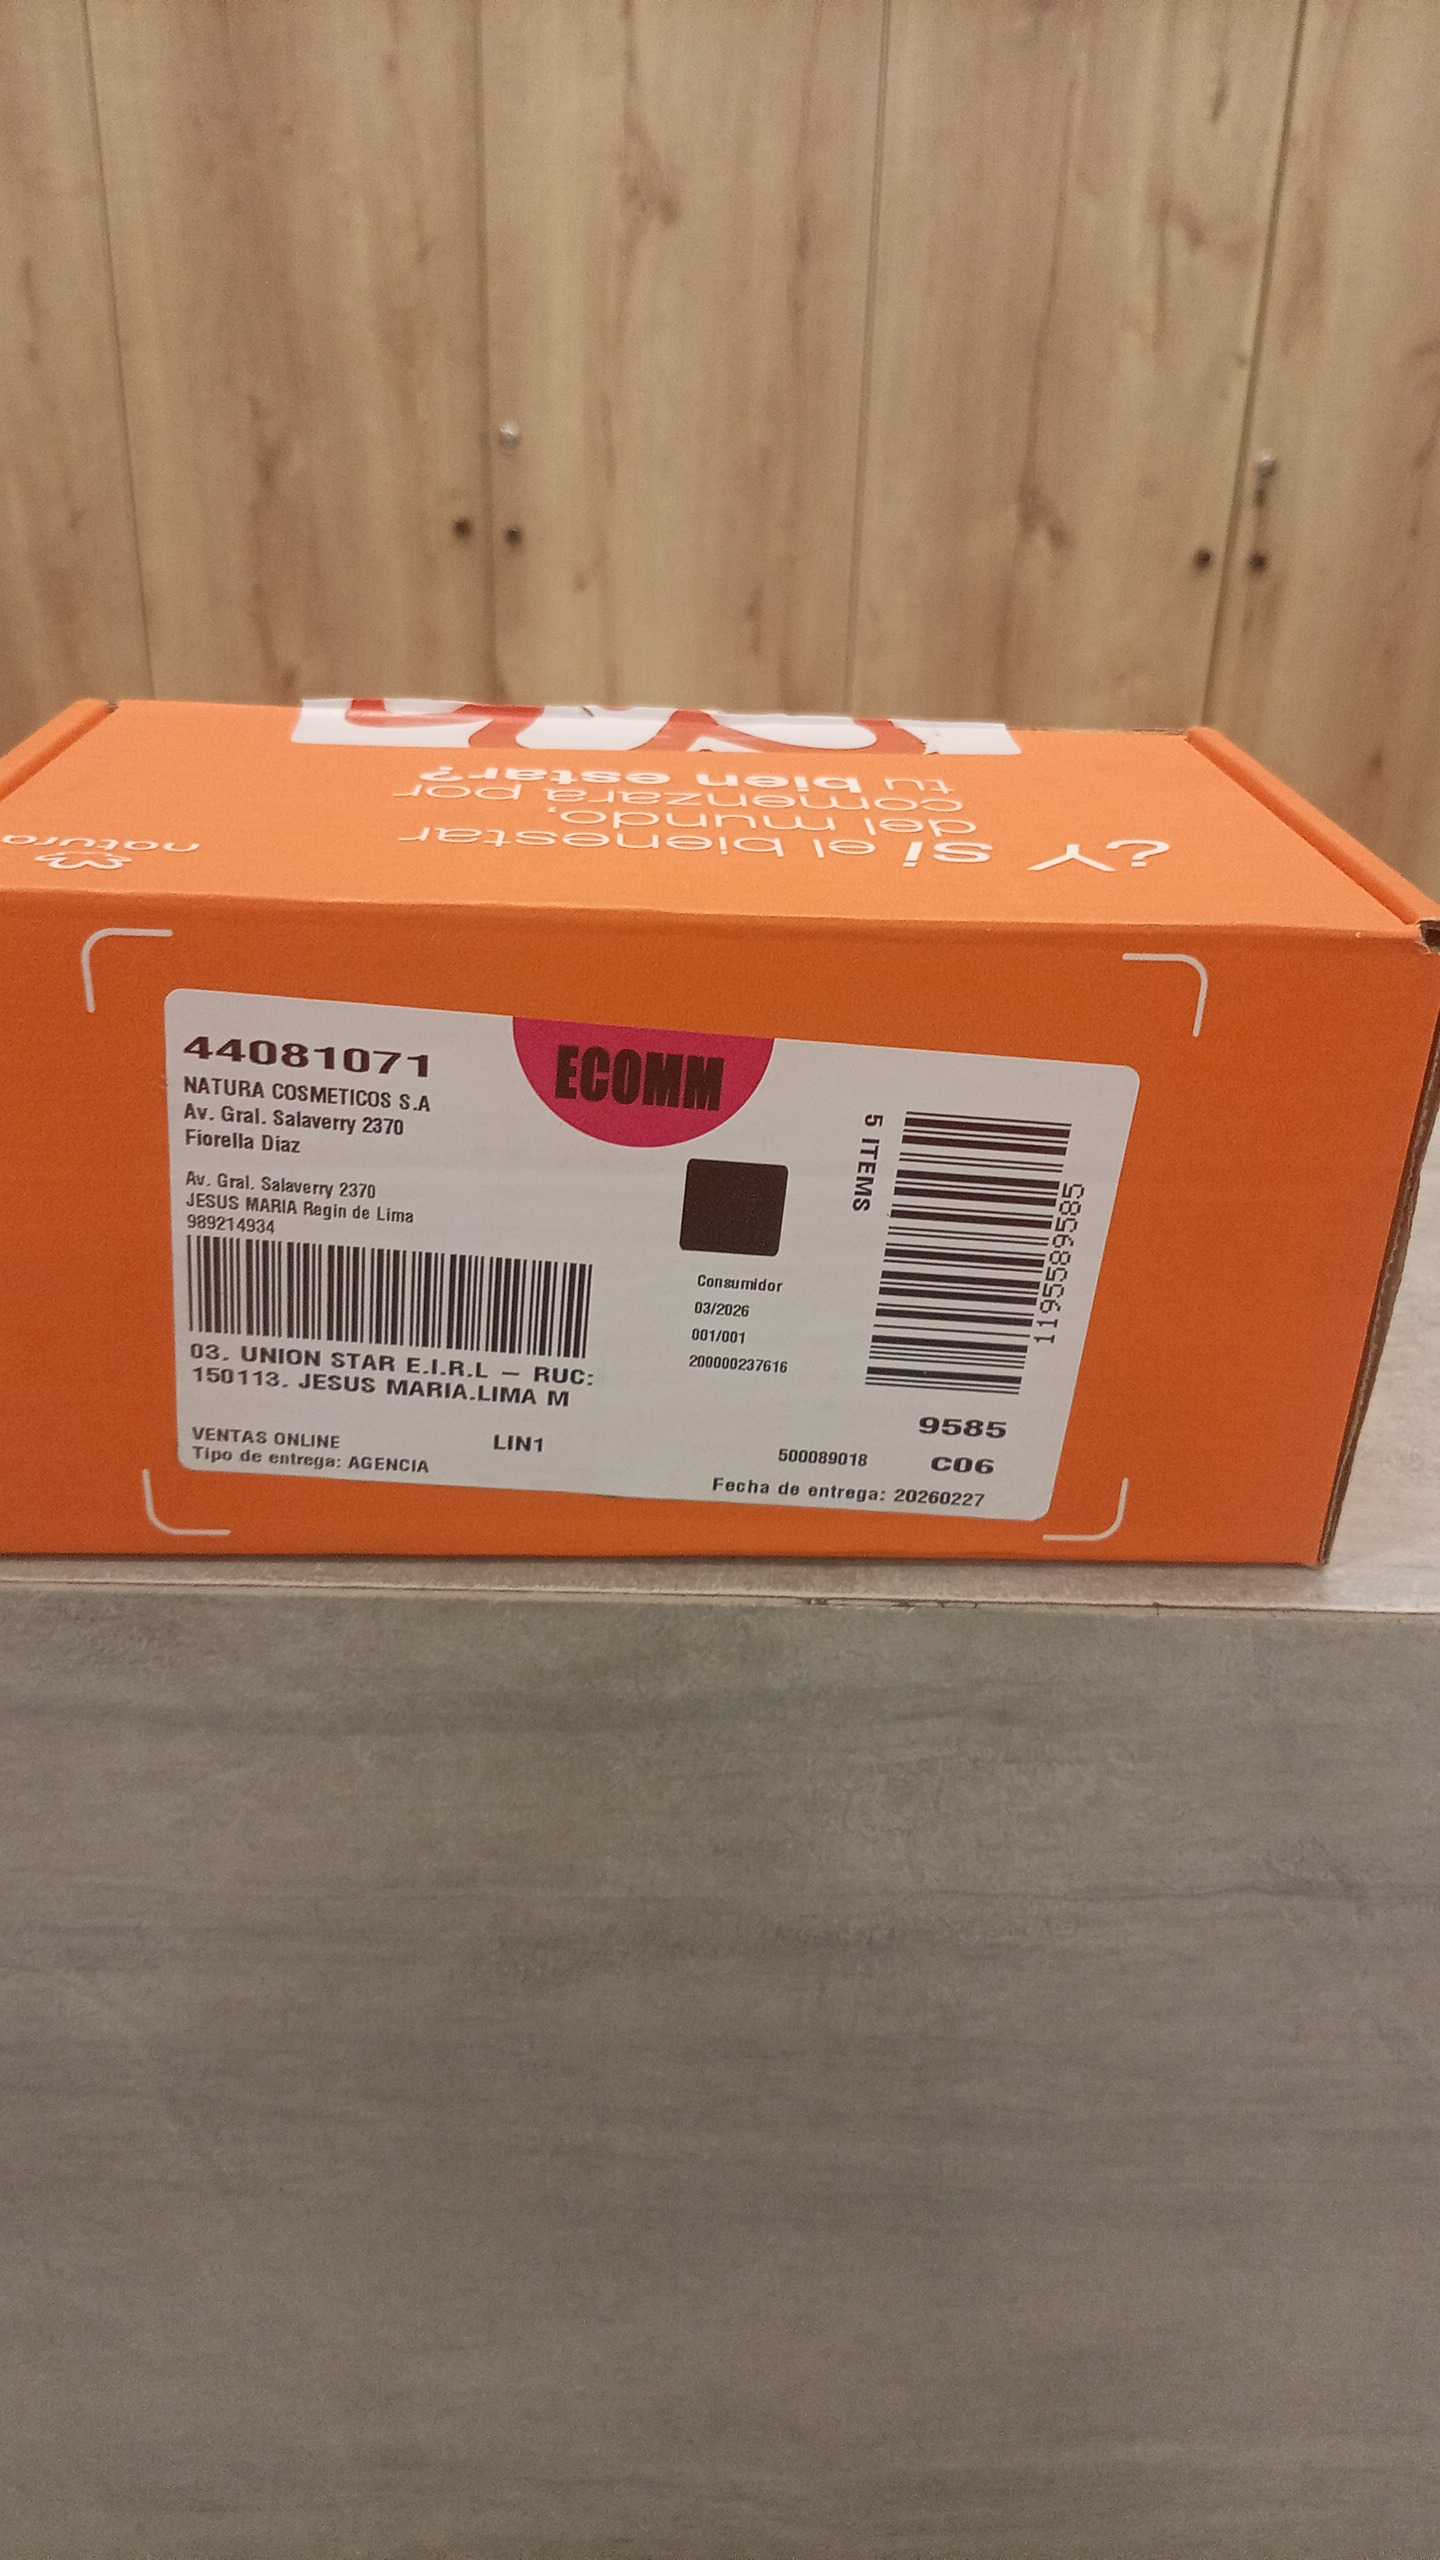 ¿Y si el bienestar
del mundo,
comenzara por
tu bien estar?
natura
44081071
NATURA COSMETICOS S.A
Av. Gral. Salaverry 2370
Fiorella Diaz
Av. Gral. Salaverry 2370
JESUS MARIA Regin de Lima
989214934
03. UNION STAR E.I.R.L – RUC:
150113. JESUS MARIA.LIMA M
VENTAS ONLINE
LIN1
Tipo de entrega: AGENCIA
ECOMM
Consumidor
03/2026
001/001
200000237616
5 ITEMS
1195589585
9585
500089018
C06
Fecha de entrega: 20260227